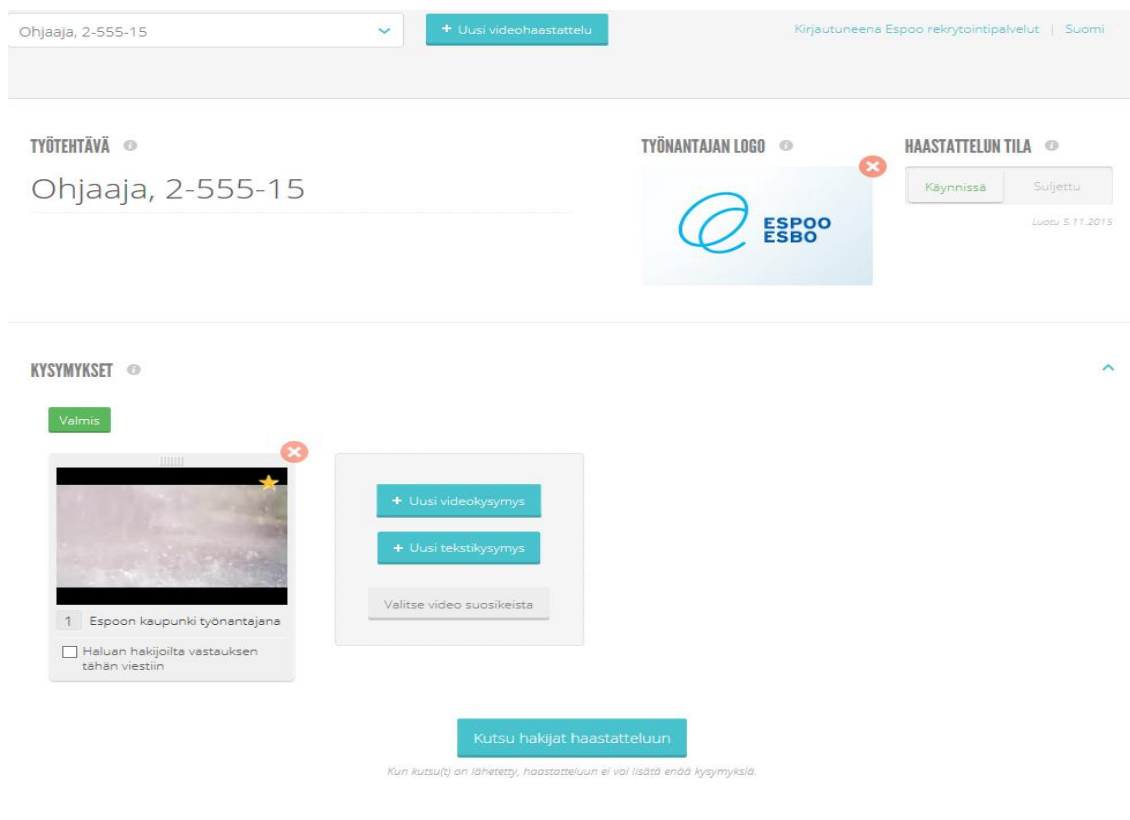 Ohjaaja, 2-555-15
+ Uusi videohaastattelu
Kirjautuneena Espoo rekrytointipalvelut | Suomi
TYÖTEHTÄVÄ
Ohjaaja, 2-555-15
TYÖNANTAJAN LOGO
ESPOO
ESBO
HAASTATTELUN TILA
Käynnissä
Suljettu
Luotu 5.11.2015
KYSYMYKSET
Valmis
1 Espoon kaupunki työnantajana
Haluan hakijoilta vastauksen
tähän viestiin
+ Uusi videokysymys
+ Uusi tekstikysymys
Valitse video suosikeista
Kutsu hakijat haastatteluun
Kun kutsu(t) on lähetetty, haastatteluun ei voi lisätä enää kysymyksiä.